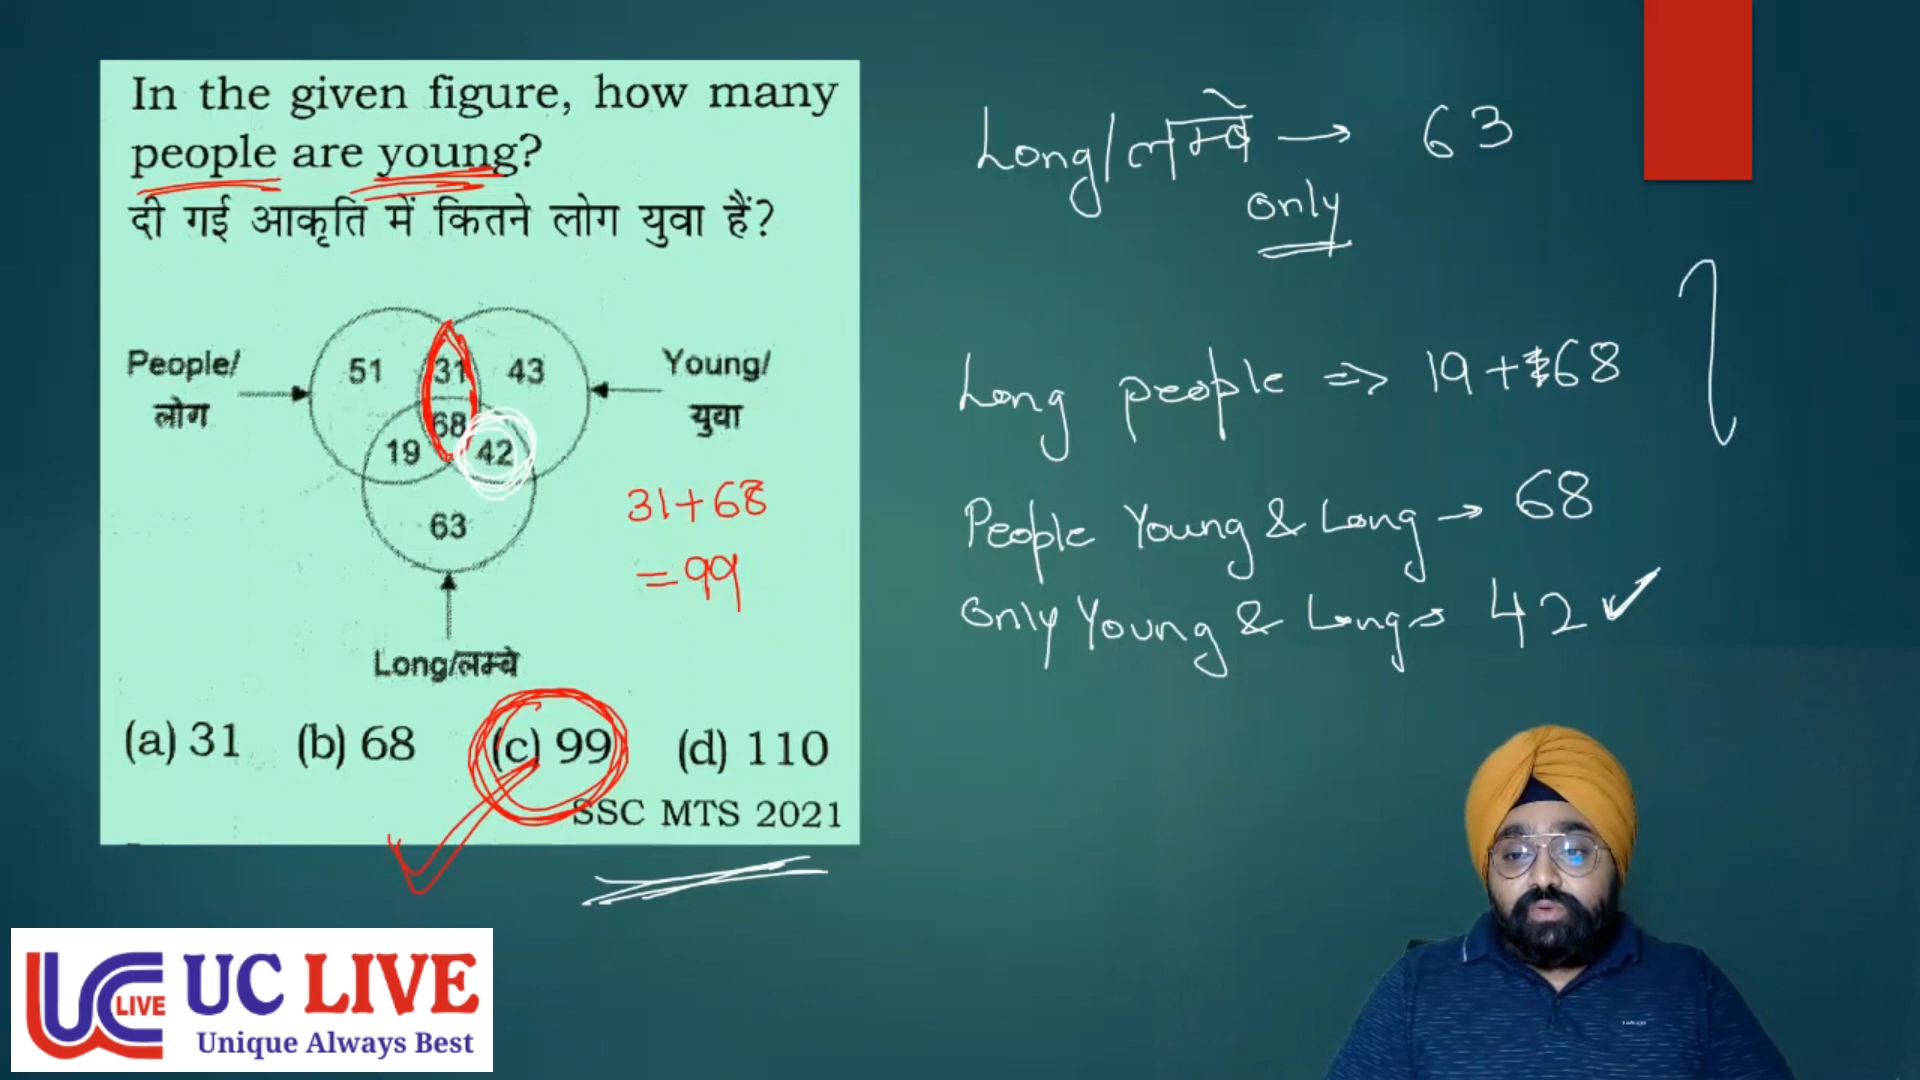 In the given figure, how many
people are young?
दी गई आकृति में कितने लोग युवा हैं?
People/
लोग
51
31
43
Young/
युवा
68
19
42
63
Long/लम्बे
31+68
=99
(a) 31 (b) 68 (c) 99 (d) 110
SSC MTS 2021
Long/लम्बे → 63
only
Long people => 19+68
People Young & Long → 68
Only Young & Long → 42 ✓
LIVE
UC LIVE
Unique Always Best